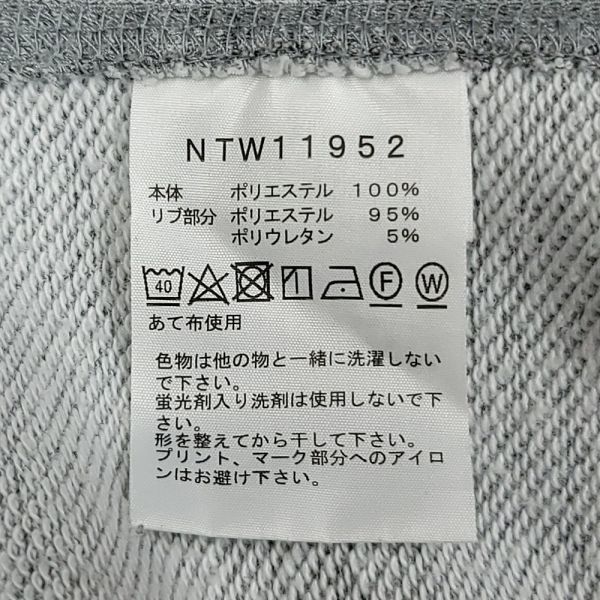 NTW11952
本体 ポリエステル 100%
リブ部分 ポリエステル 95%
ポリウレタン 5%
40 F W
あて布使用
色物は他の物と一緒に洗濯しない
で下さい。
蛍光剤入り洗剤は使用しないで下
さい。
形を整えてから干して下さい。
プリント、マーク部分へのアイロ
ンはお避け下さい。